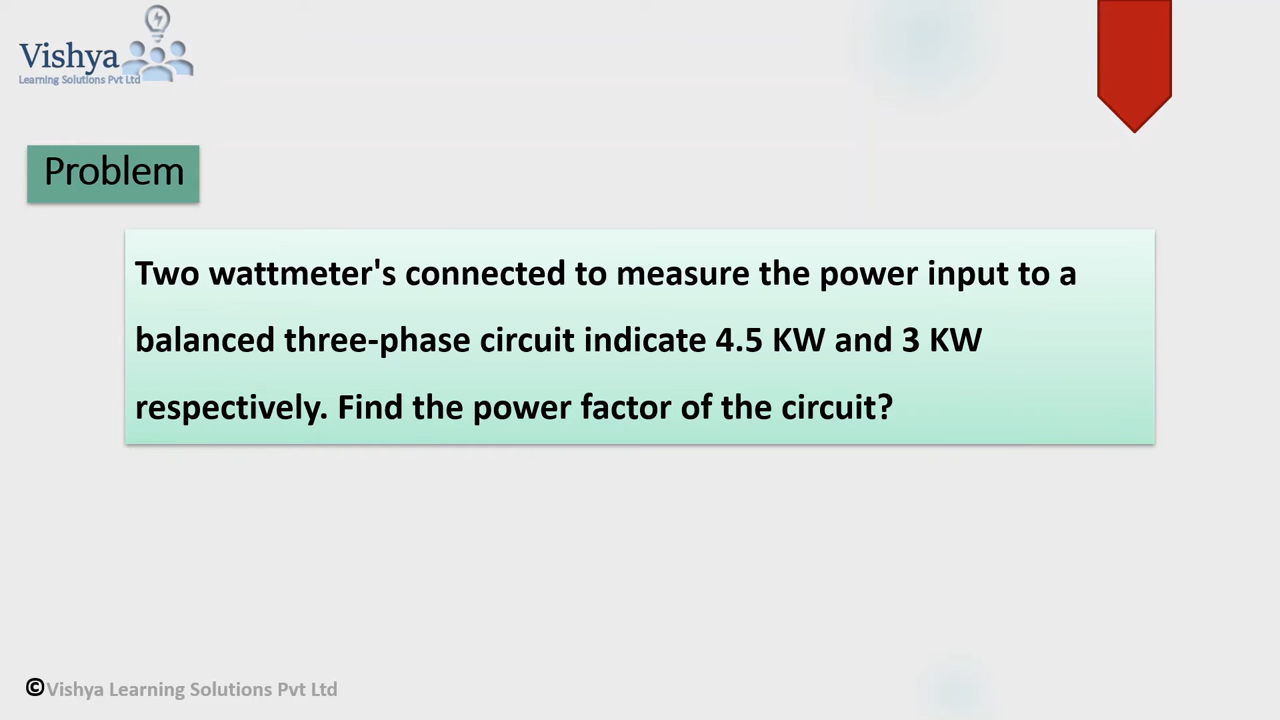 Vishya
Learning Solutions Pvt Ltd
Problem
Two wattmeter's connected to measure the power input to a
balanced three-phase circuit indicate 4.5 KW and 3 KW
respectively. Find the power factor of the circuit?
©Vishya Learning Solutions Pvt Ltd